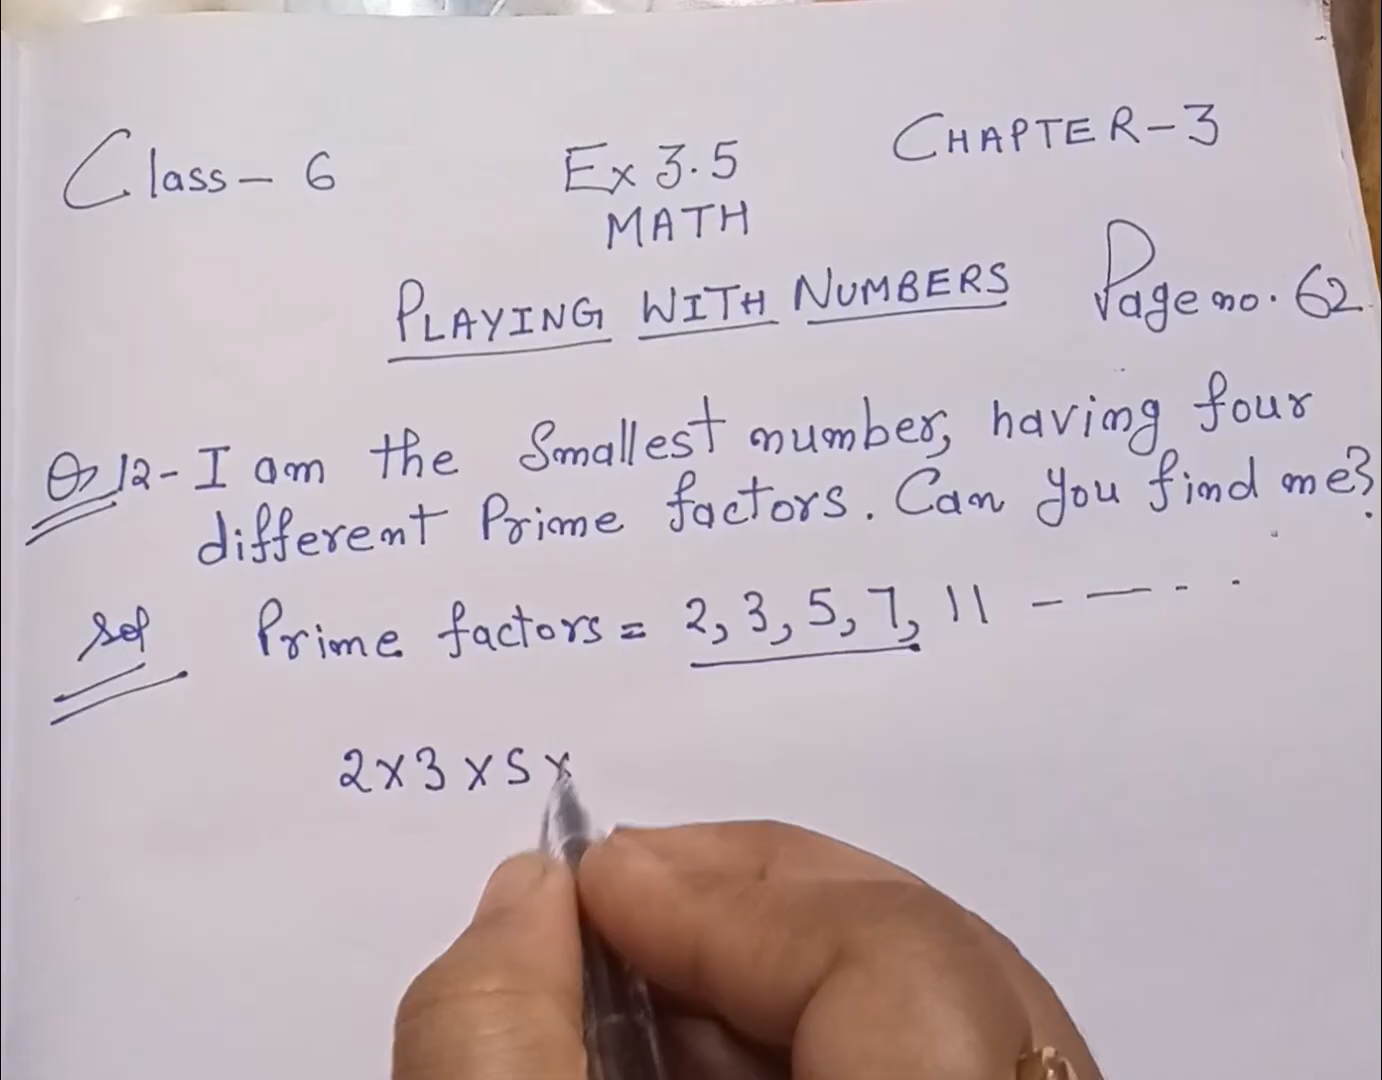 Class - 6 Ex 3.5 CHAPTER - 3
MATH
PLAYING WITH NUMBERS Page no. 62
Q 12 - I am the Smallest number, having four
different Prime factors. Can you find me?
Sol Prime factors = 2, 3, 5, 7, 11 - — - - .
2 x 3 x 5 x